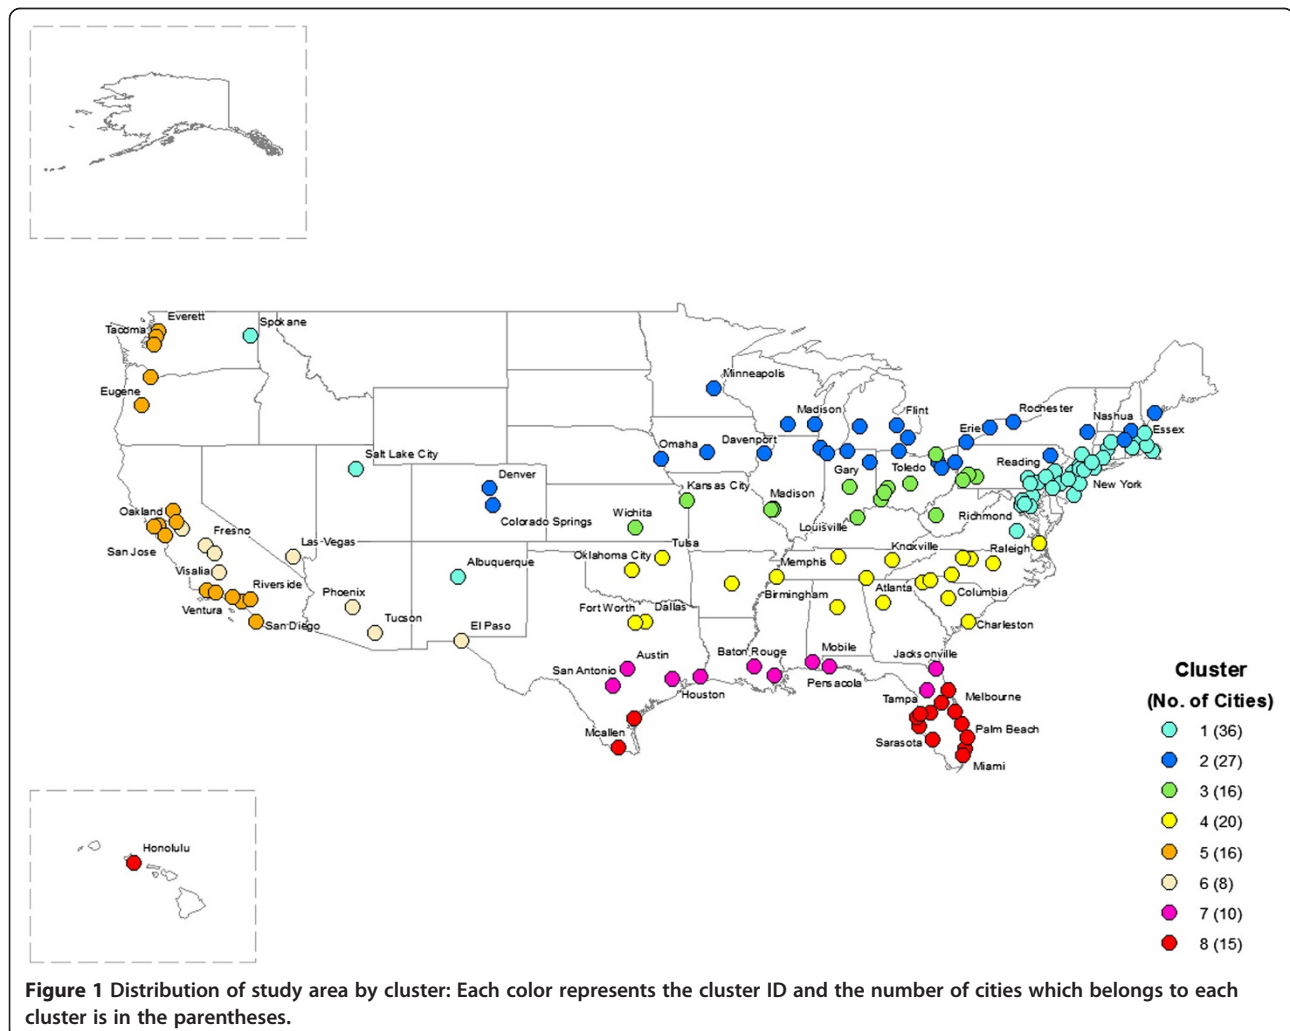 Everett
Tacoma
Spokane
Eugene
Minneapolis
Madison
Flint
Rochester
Nashua
Erie
Essex
Omaha
Davenport
Salt Lake City
Gary
Toledo
Reading
Denver
Kansas City
New York
Madison
Oakland
Colorado Springs
Wichita
Louisville
Richmond
Fresno
San Jose
Las Vegas
Tulsa
Knoxville
Raleigh
Oklahoma City
Albuquerque
Memphis
Visalia
Riverside
Phoenix
Birmingham
Atlanta
Columbia
Ventura
Fort Worth
Dallas
Tucson
San Diego
El Paso
Charleston
Austin
Baton Rouge
Mobile
Jacksonville
San Antonio
Houston
Pensacola
Tampa
Melbourne
Mcallen
Palm Beach
Sarasota
Miami
Honolulu
Cluster
(No. of Cities)
1 (36)
2 (27)
3 (16)
4 (20)
5 (16)
6 (8)
7 (10)
8 (15)
Figure 1 Distribution of study area by cluster: Each color represents the cluster ID and the number of cities which belongs to each
cluster is in the parentheses.